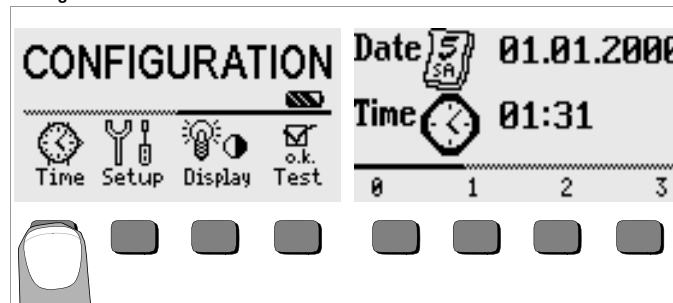 CONFIGURATION
Time Setup Display o.k. Test
Date 5 SA 01.01.2000
Time 01:31
0 1 2 3